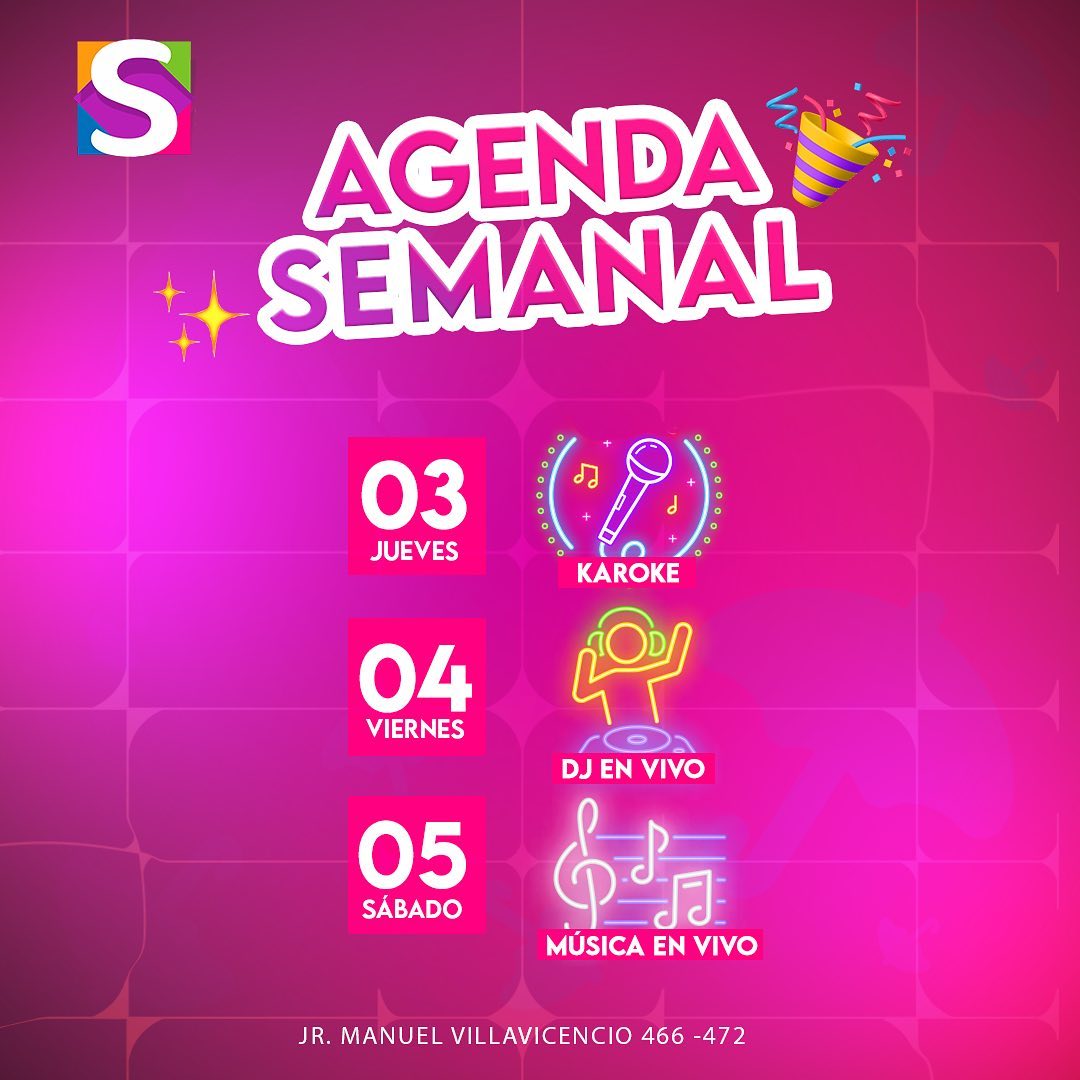 S
AGENDA
SEMANAL
03
JUEVES
KAROKE
04
VIERNES
DJ EN VIVO
05
SÁBADO
MÚSICA EN VIVO
JR. MANUEL VILLAVICENCIO 466 -472